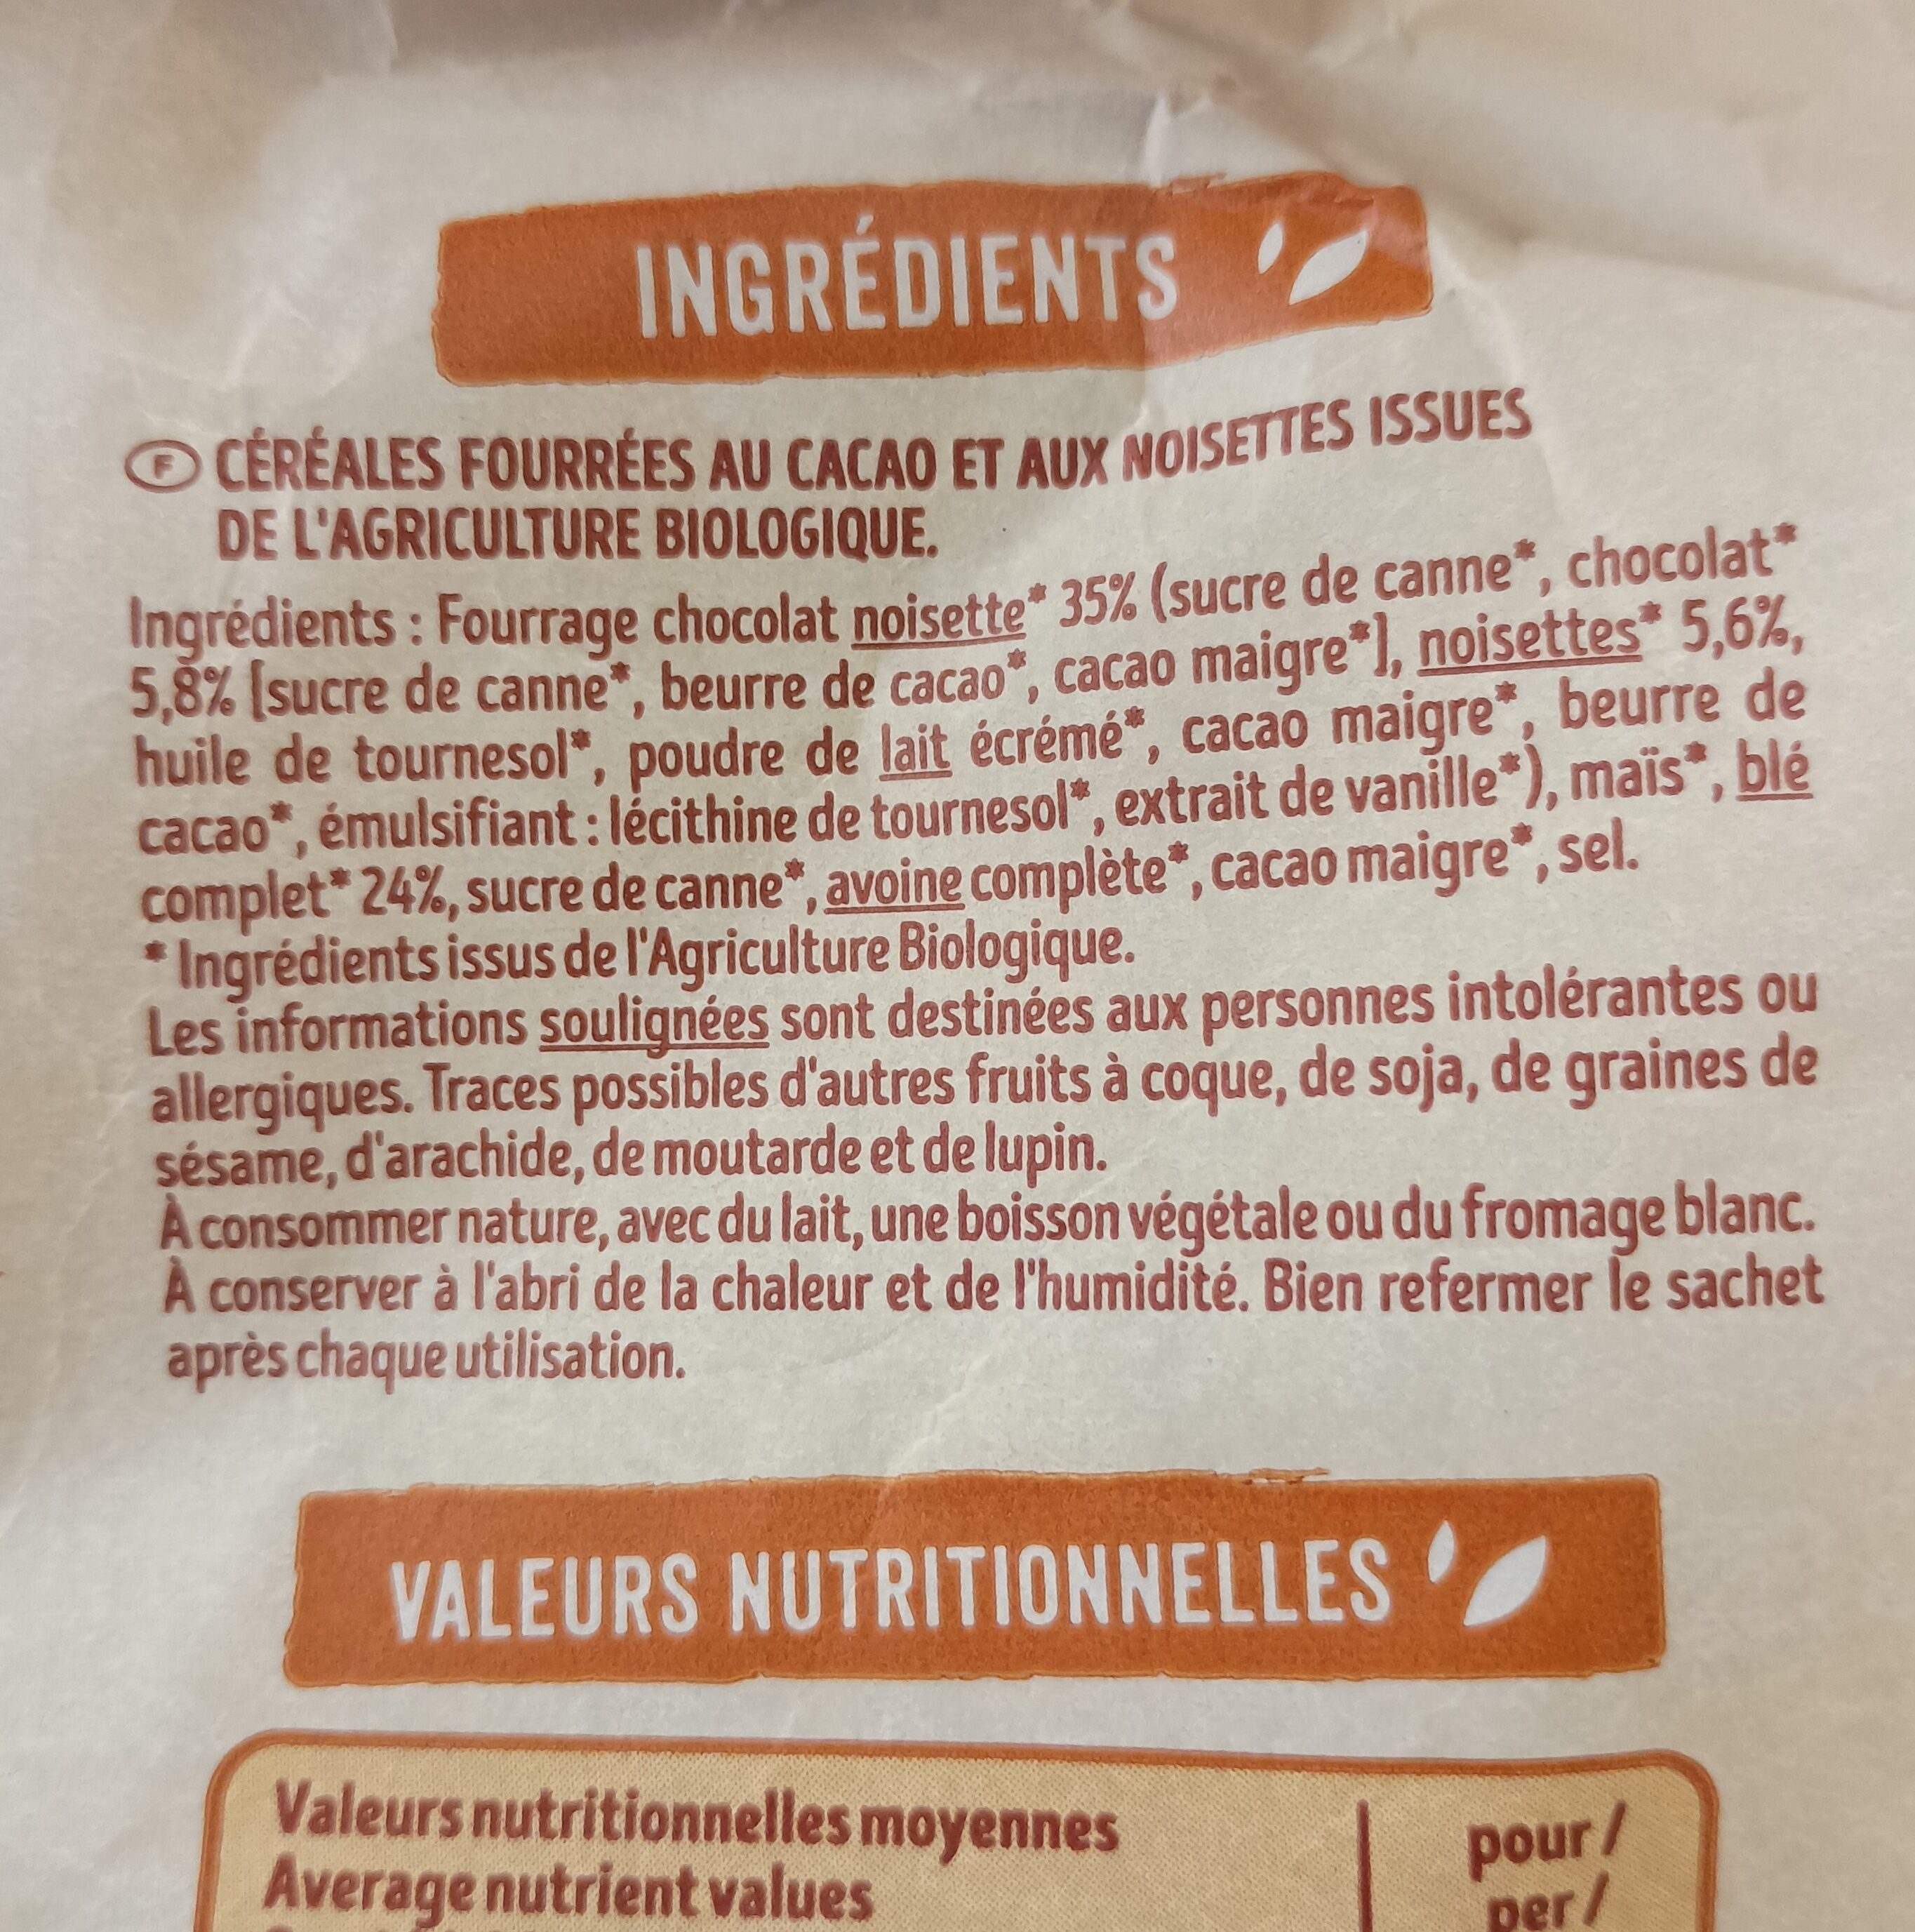 INGRÉDIENTS
F CÉRÉALES FOURRÉES AU CACAO ET AUX NOISETTES ISSUES
DE L'AGRICULTURE BIOLOGIQUE.
Ingrédients : Fourrage chocolat noisette* 35% (sucre de canne*, chocolat*
5,8% [sucre de canne*, beurre de cacao*, cacao maigre*], noisettes* 5,6%,
huile de tournesol*, poudre de lait écrémé*, cacao maigre*, beurre de
cacao*, émulsifiant : lécithine de tournesol*, extrait de vanille*), maïs*, blé
complet* 24%, sucre de canne*, avoine complète*, cacao maigre*, sel.
* Ingrédients issus de l'Agriculture Biologique.
Les informations soulignées sont destinées aux personnes intolérantes ou
allergiques. Traces possibles d'autres fruits à coque, de soja, de graines de
sésame, d'arachide, de moutarde et de lupin.
À consommer nature, avec du lait, une boisson végétale ou du fromage blanc.
À conserver à l'abri de la chaleur et de l'humidité. Bien refermer le sachet
après chaque utilisation.
VALEURS NUTRITIONNELLES
Valeurs nutritionnelles moyennes
pour /
Average nutrient values
per /